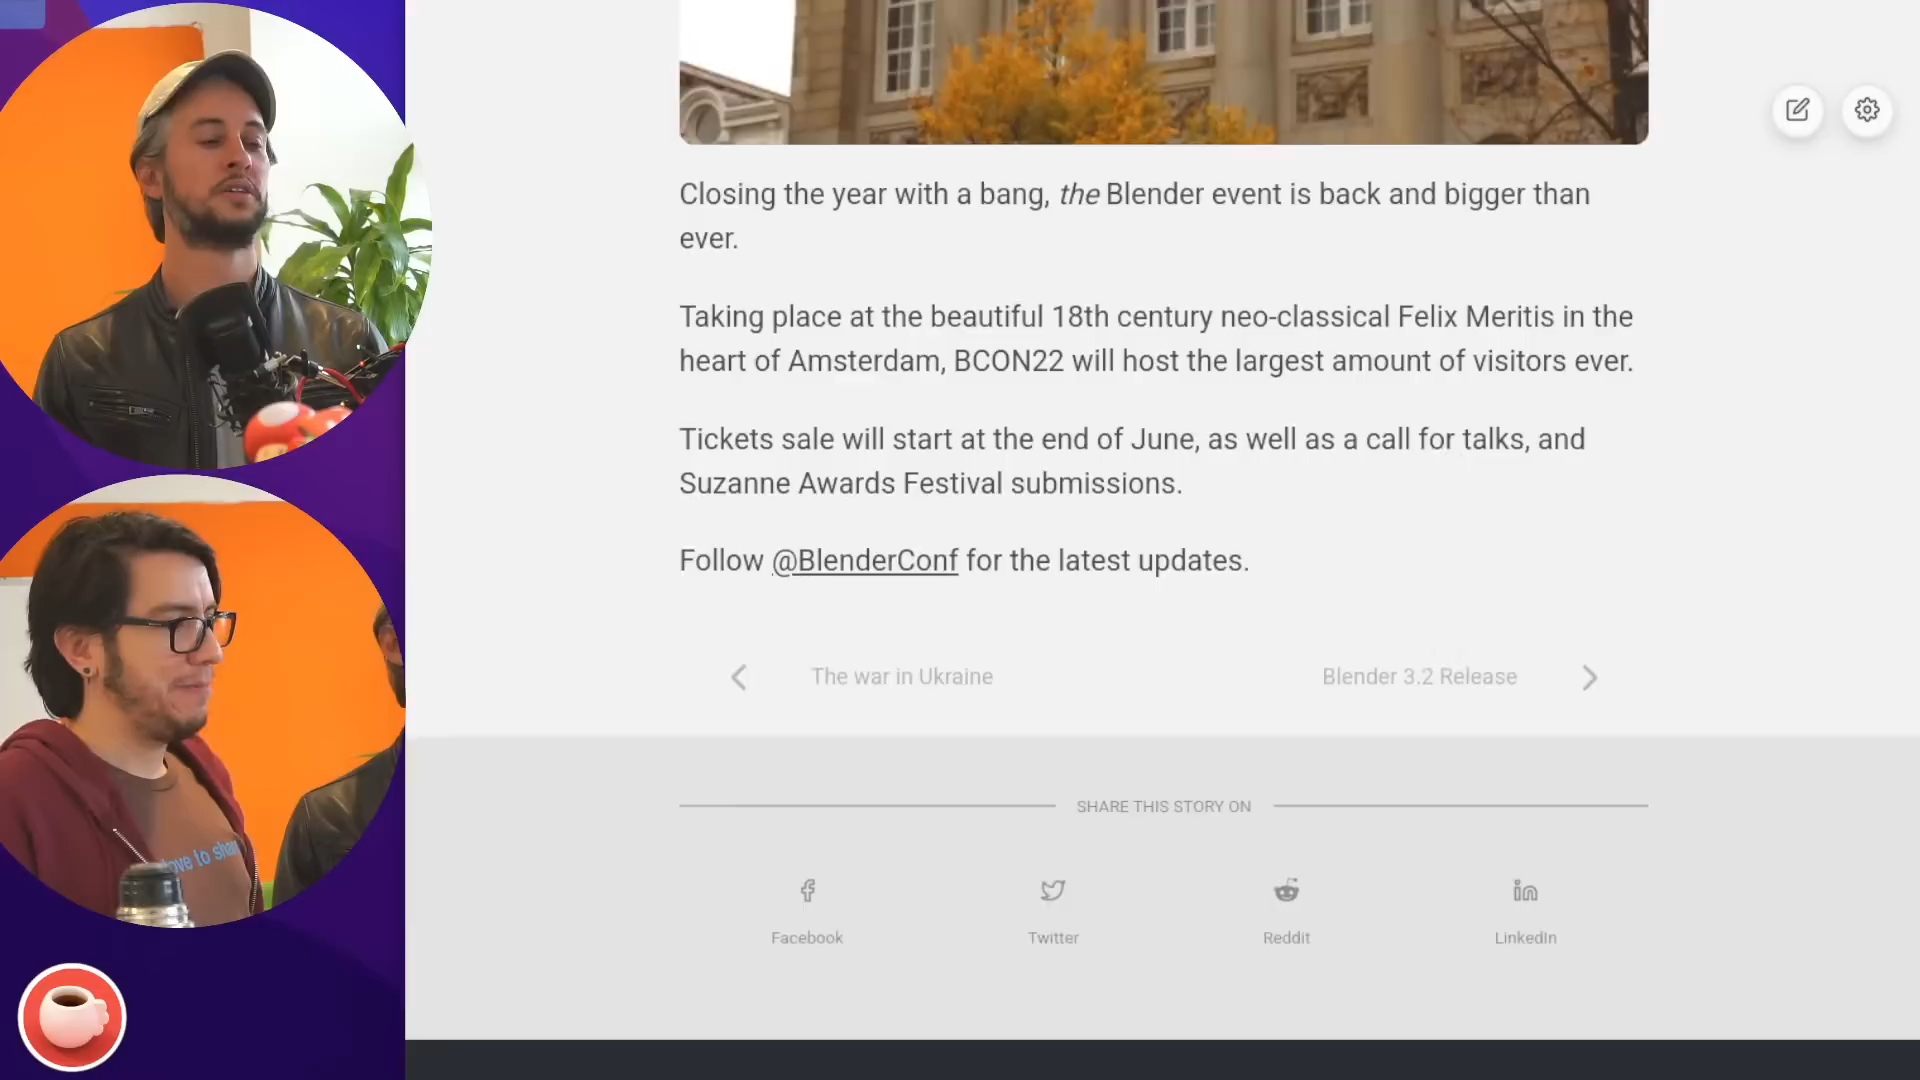 Closing the year with a bang, the Blender event is back and bigger than
ever.
Taking place at the beautiful 18th century neo-classical Felix Meritis in the
heart of Amsterdam, BCON22 will host the largest amount of visitors ever.
Tickets sale will start at the end of June, as well as a call for talks, and
Suzanne Awards Festival submissions.
Follow @BlenderConf for the latest updates.
The war in Ukraine
Blender 3.2 Release
SHARE THIS STORY ON
Facebook
Twitter
Reddit
LinkedIn
to